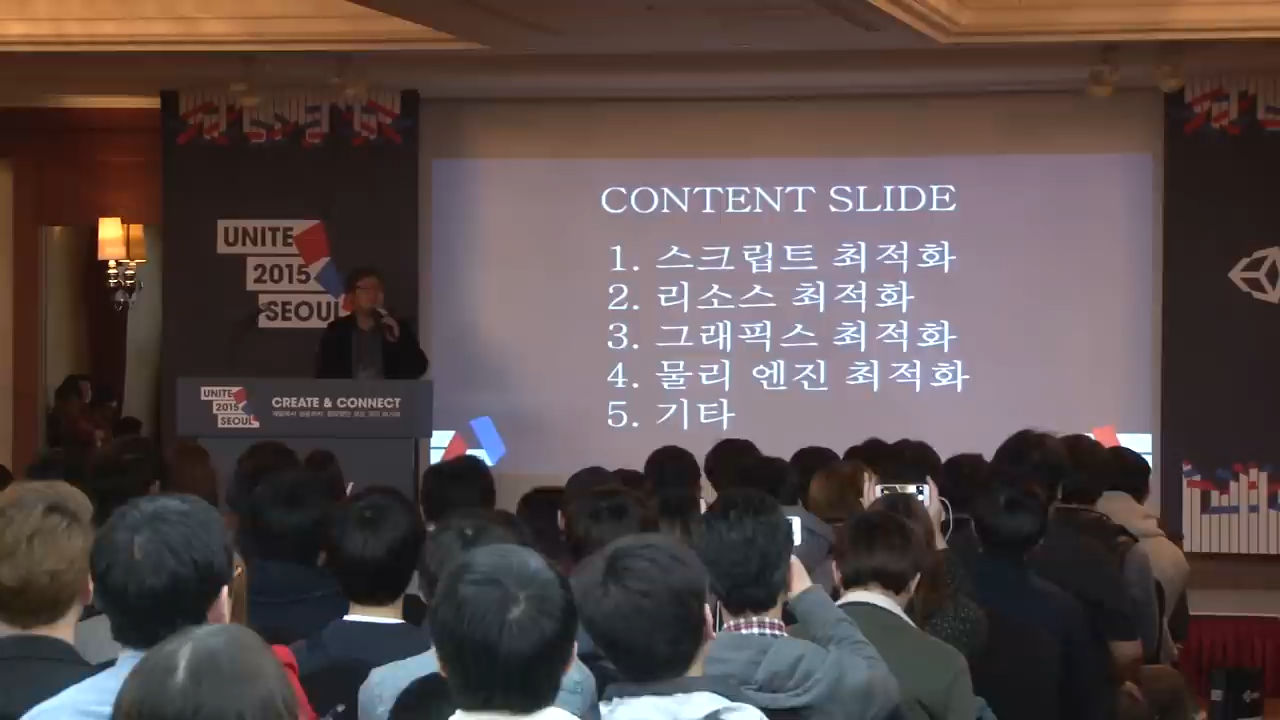 UNITE
2015
SEOUL
UNITE
2015
SEOUL
CREATE & CONNECT
CONTENT SLIDE
1. 스크립트 최적화
2. 리소스 최적화
3. 그래픽스 최적화
4. 물리 엔진 최적화
5. 기타